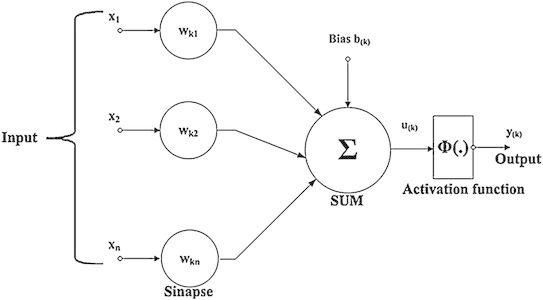 x1
wk1
Bias b(k)
Input
x2
wk2
Σ
u(k)
Φ(.)
y(k)
Output
Activation function
SUM
xn
wkn
Sinapse